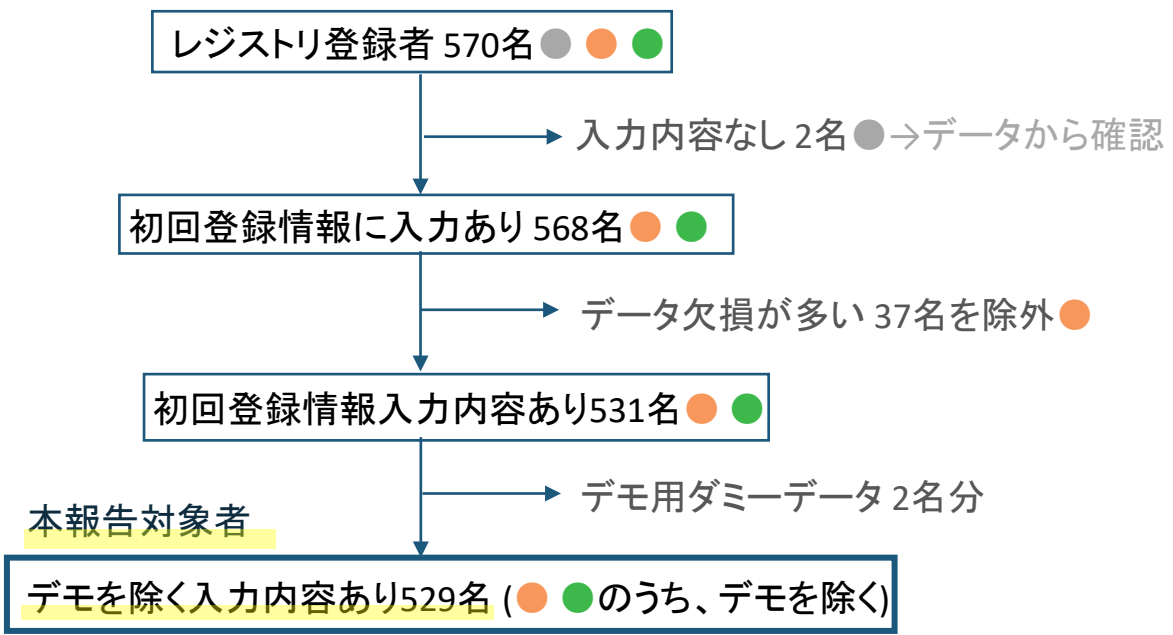 レジストリ登録者 570名● ● ●
入力内容なし 2名●→データから確認
初回登録情報に入力あり 568名● ●
データ欠損が多い 37名を除外●
初回登録情報入力内容あり531名● ●
デモ用ダミーデータ 2名分
本報告対象者
デモを除く入力内容あり529名 (● ●のうち、デモを除く)